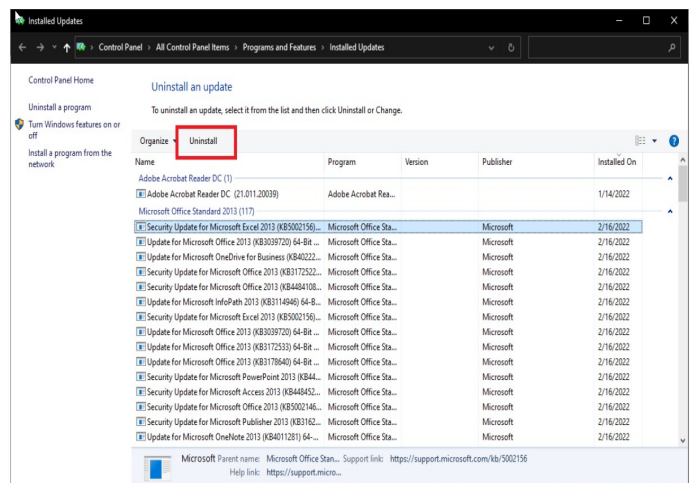 Installed Updates
Control Panel › All Control Panel Items › Programs and Features › Installed Updates
Control Panel Home
Uninstall a program
Turn Windows features on or off
Install a program from the network
Uninstall an update
To uninstall an update, select it from the list and then click Uninstall or Change.
Organize Uninstall
Name Program Version Publisher Installed On
Adobe Acrobat Reader DC (1)
Adobe Acrobat Reader DC (21.011.20039) Adobe Acrobat Rea... 1/14/2022
Microsoft Office Standard 2013 (117)
Security Update for Microsoft Excel 2013 (KB5002156)... Microsoft Office Sta... Microsoft 2/16/2022
Update for Microsoft Office 2013 (KB3039720) 64-Bit ... Microsoft Office Sta... Microsoft 2/16/2022
Update for Microsoft OneDrive for Business (KB40222... Microsoft Office Sta... Microsoft 2/16/2022
Security Update for Microsoft Office 2013 (KB3172522... Microsoft Office Sta... Microsoft 2/16/2022
Security Update for Microsoft Office 2013 (KB4484108... Microsoft Office Sta... Microsoft 2/16/2022
Update for Microsoft InfoPath 2013 (KB3114946) 64-B... Microsoft Office Sta... Microsoft 2/16/2022
Security Update for Microsoft Excel 2013 (KB5002156)... Microsoft Office Sta... Microsoft 2/16/2022
Update for Microsoft Office 2013 (KB3039720) 64-Bit ... Microsoft Office Sta... Microsoft 2/16/2022
Update for Microsoft Office 2013 (KB3172533) 64-Bit ... Microsoft Office Sta... Microsoft 2/16/2022
Update for Microsoft Office 2013 (KB3178640) 64-Bit ... Microsoft Office Sta... Microsoft 2/16/2022
Security Update for Microsoft PowerPoint 2013 (KB44... Microsoft Office Sta... Microsoft 2/16/2022
Security Update for Microsoft Access 2013 (KB448452... Microsoft Office Sta... Microsoft 2/16/2022
Security Update for Microsoft Office 2013 (KB5002146... Microsoft Office Sta... Microsoft 2/16/2022
Security Update for Microsoft Publisher 2013 (KB3162... Microsoft Office Sta... Microsoft 2/16/2022
Update for Microsoft OneNote 2013 (KB4011281) 64-... Microsoft Office Sta... Microsoft 2/16/2022
Microsoft Parent name: Microsoft Office Stan... Support link: https://support.microsoft.com/kb/5002156
Help link: https://support.micro...